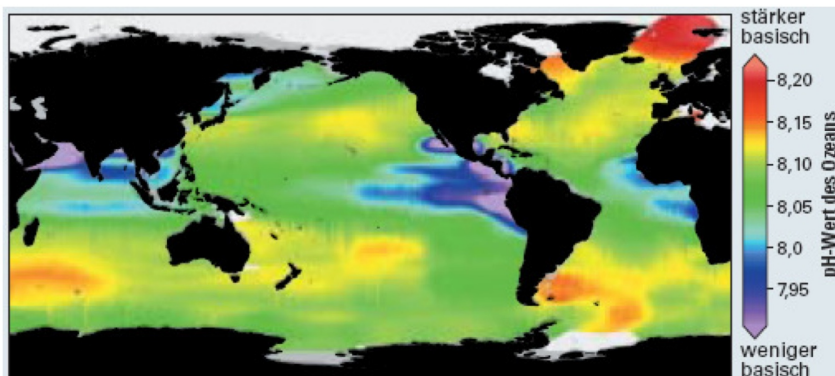 stärker
basisch
8,20
8,15
8,10
8,05
8,0
7,95
pH-Wert des Ozeans
weniger
basisch